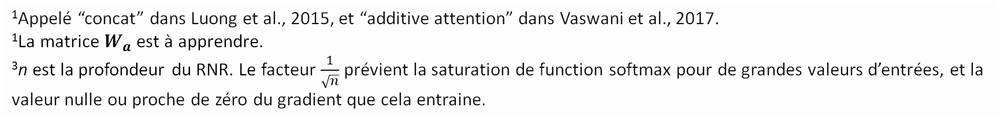 ¹Appelé “concat” dans Luong et al., 2015, et “additive attention” dans Vaswani et al., 2017.
¹La matrice Wₐ est à apprendre.
³n est la profondeur du RNR. Le facteur 1/√n prévient la saturation de function softmax pour de grandes valeurs d’entrées, et la
valeur nulle ou proche de zéro du gradient que cela entraine.